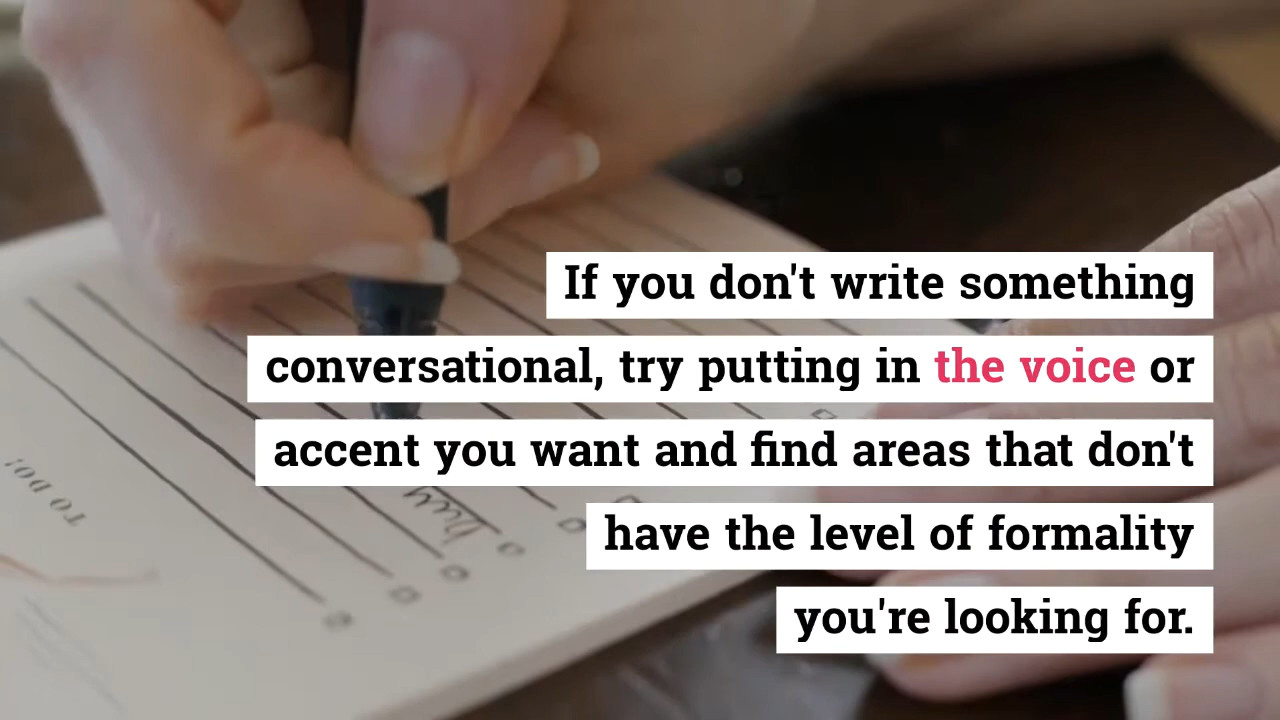 If you don't write something
conversational, try putting in the voice or
accent you want and find areas that don't
have the level of formality
you're looking for.
TO DO: